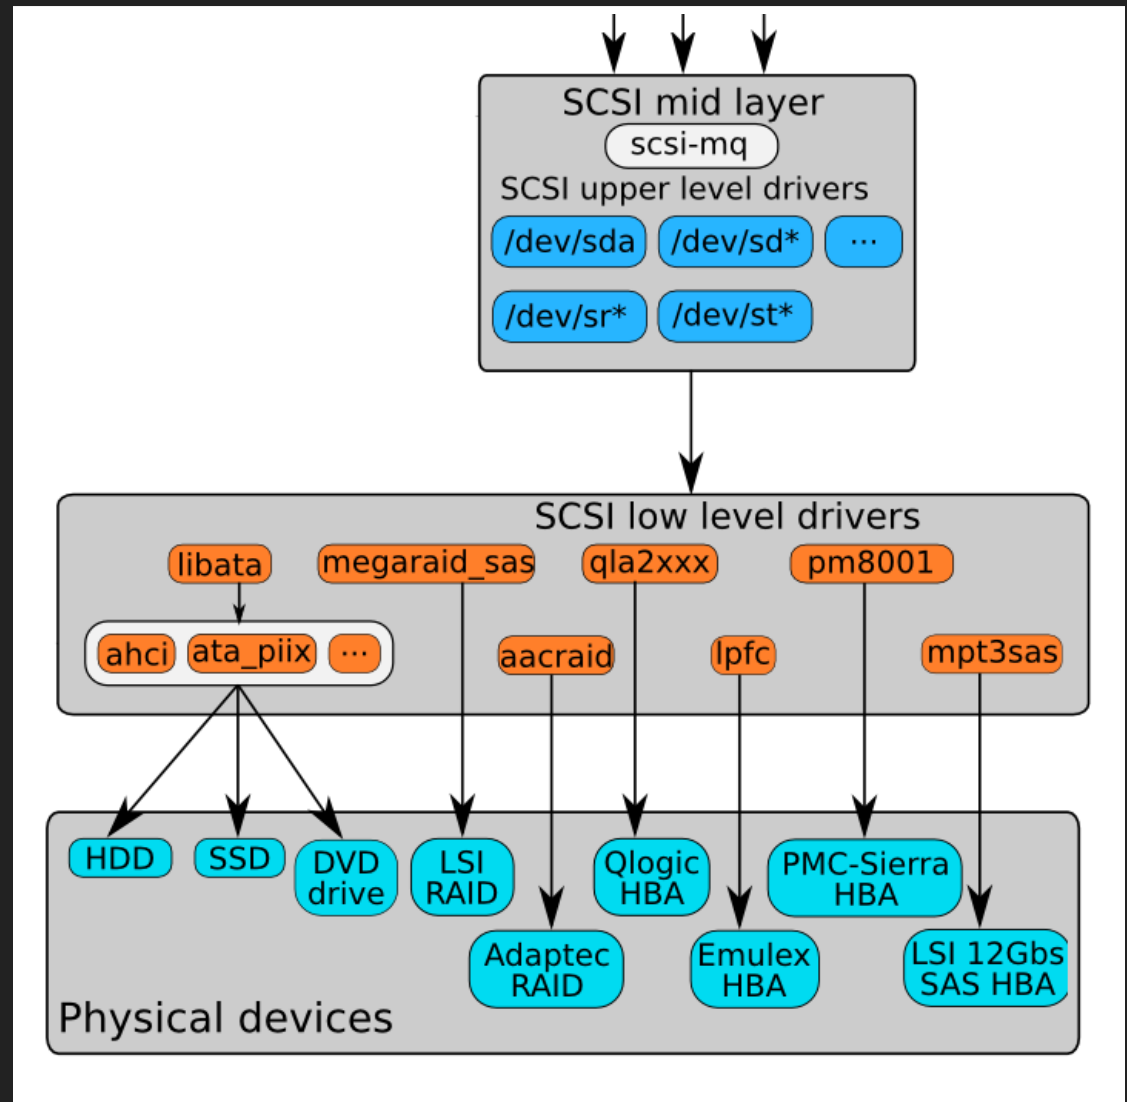 SCSI mid layer
scsi-mq
SCSI upper level drivers
/dev/sda /dev/sd* ...
/dev/sr* /dev/st*
SCSI low level drivers
libata megaraid_sas qla2xxx pm8001
ahci ata_piix ... aacraid lpfc mpt3sas
HDD SSD DVD
drive
LSI
RAID
Qlogic
HBA
PMC-Sierra
HBA
Adaptec
RAID
Emulex
HBA
LSI 12Gbs
SAS HBA
Physical devices